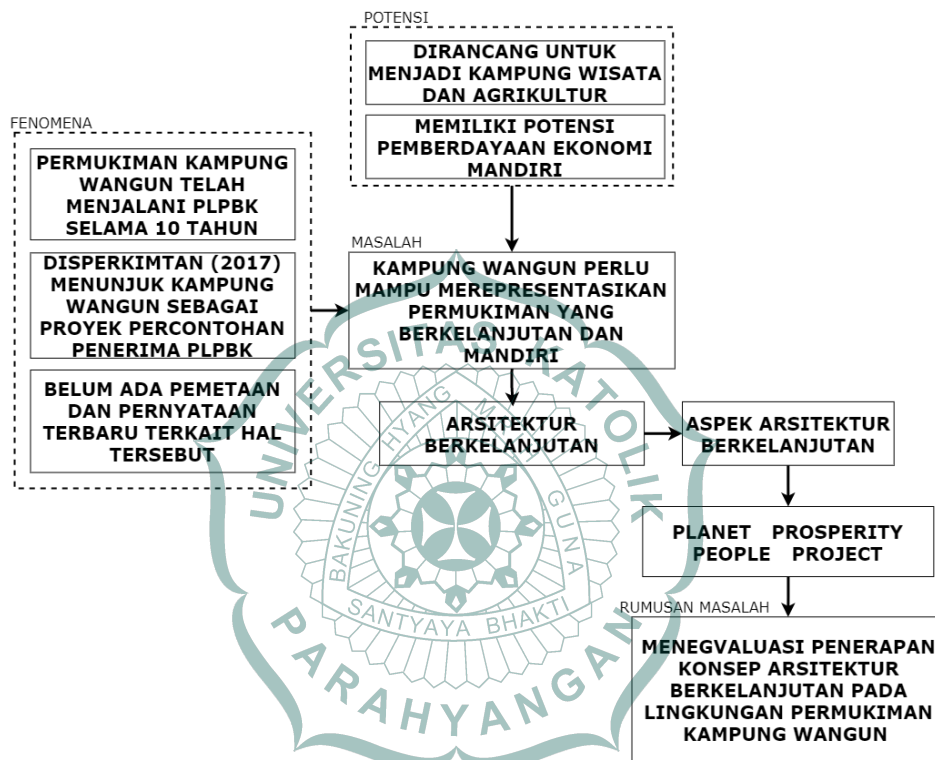 POTENSI
DIRANCANG UNTUK
MENJADI KAMPUNG WISATA
DAN AGRIKULTUR
MEMILIKI POTENSI
PEMBERDAYAAN EKONOMI
MANDIRI
FENOMENA
PERMUKIMAN KAMPUNG
WANGUN TELAH
MENJALANI PLPBK
SELAMA 10 TAHUN
DISPERKIMTAN (2017)
MENUNJUK KAMPUNG
WANGUN SEBAGAI
PROYEK PERCONTOHAN
PENERIMA PLPBK
BELUM ADA PEMETAAN
DAN PERNYATAAN
TERBARU TERKAIT HAL
TERSEBUT
MASALAH
KAMPUNG WANGUN PERLU
MAMPU MEREPRESENTASIKAN
PERMUKIMAN YANG
BERKELANJUTAN DAN
MANDIRI
ARSITEKTUR
BERKELANJUTAN
ASPEK ARSITEKTUR
BERKELANJUTAN
PLANET PROSPERITY
PEOPLE PROJECT
RUMUSAN MASALAH
MENEGVALUASI PENERAPAN
KONSEP ARSITEKTUR
BERKELANJUTAN PADA
LINGKUNGAN PERMUKIMAN
KAMPUNG WANGUN
UNIVERSITAS KATOLIK
PARAHYANGAN
BAKUNING HYANG MRIH GUNA
SANTYAYA BHAKTI